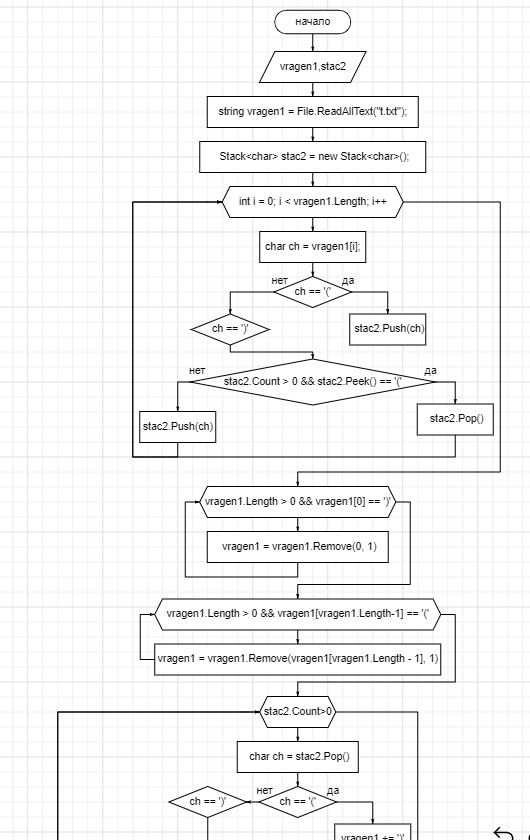 начало
vragen1,stac2
string vragen1 = File.ReadAllText("t.txt");
Stack<char> stac2 = new Stack<char>();
int i = 0; i < vragen1.Length; i++
char ch = vragen1[i];
нет
да
ch == '('
ch == ')'
stac2.Push(ch)
нет
да
stac2.Count > 0 && stac2.Peek() == '('
stac2.Push(ch)
stac2.Pop()
vragen1.Length > 0 && vragen1[0] == ')'
vragen1 = vragen1.Remove(0, 1)
vragen1.Length > 0 && vragen1[vragen1.Length-1] == '('
vragen1 = vragen1.Remove(vragen1[vragen1.Length - 1], 1)
stac2.Count>0
char ch = stac2.Pop()
нет
да
ch == ')'
ch == '('
vragen1 += ')'